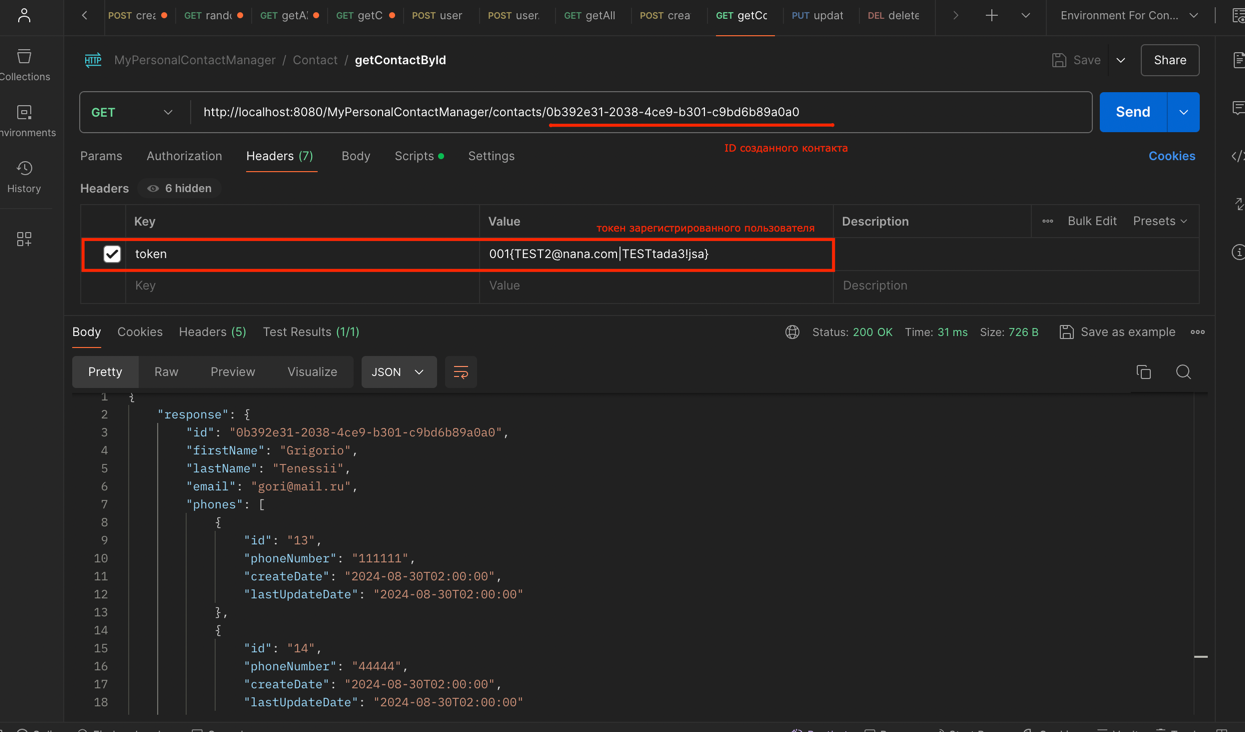 POST crea GET rando GET getA GET getC POST user POST user. GET getAll POST crea GET getCo PUT updat DEL delete Environment For Con...
MyPersonalContactManager / Contact / getContactById Save Share
HTTP
GET http://localhost:8080/MyPersonalContactManager/contacts/0b392e31-2038-4ce9-b301-c9bd6b89a0a0 Send
ID созданного контакта
Collections
nvironments
History
Params Authorization Headers (7) Body Scripts Settings Cookies
Headers 6 hidden
Key Value Description Bulk Edit Presets
токен зарегистрированного пользователя
token 001{TEST2@nana.com|TESTtada3!jsa}
Key Value Description
Body Cookies Headers (5) Test Results (1/1) Status: 200 OK Time: 31 ms Size: 726 B Save as example
Pretty Raw Preview Visualize JSON
1 {
2 "response": {
3 "id": "0b392e31-2038-4ce9-b301-c9bd6b89a0a0",
4 "firstName": "Grigorio",
5 "lastName": "Tenessii",
6 "email": "gori@mail.ru",
7 "phones": [
8 {
9 "id": "13",
10 "phoneNumber": "111111",
11 "createDate": "2024-08-30T02:00:00",
12 "lastUpdateDate": "2024-08-30T02:00:00"
13 },
14 {
15 "id": "14",
16 "phoneNumber": "44444",
17 "createDate": "2024-08-30T02:00:00",
18 "lastUpdateDate": "2024-08-30T02:00:00"